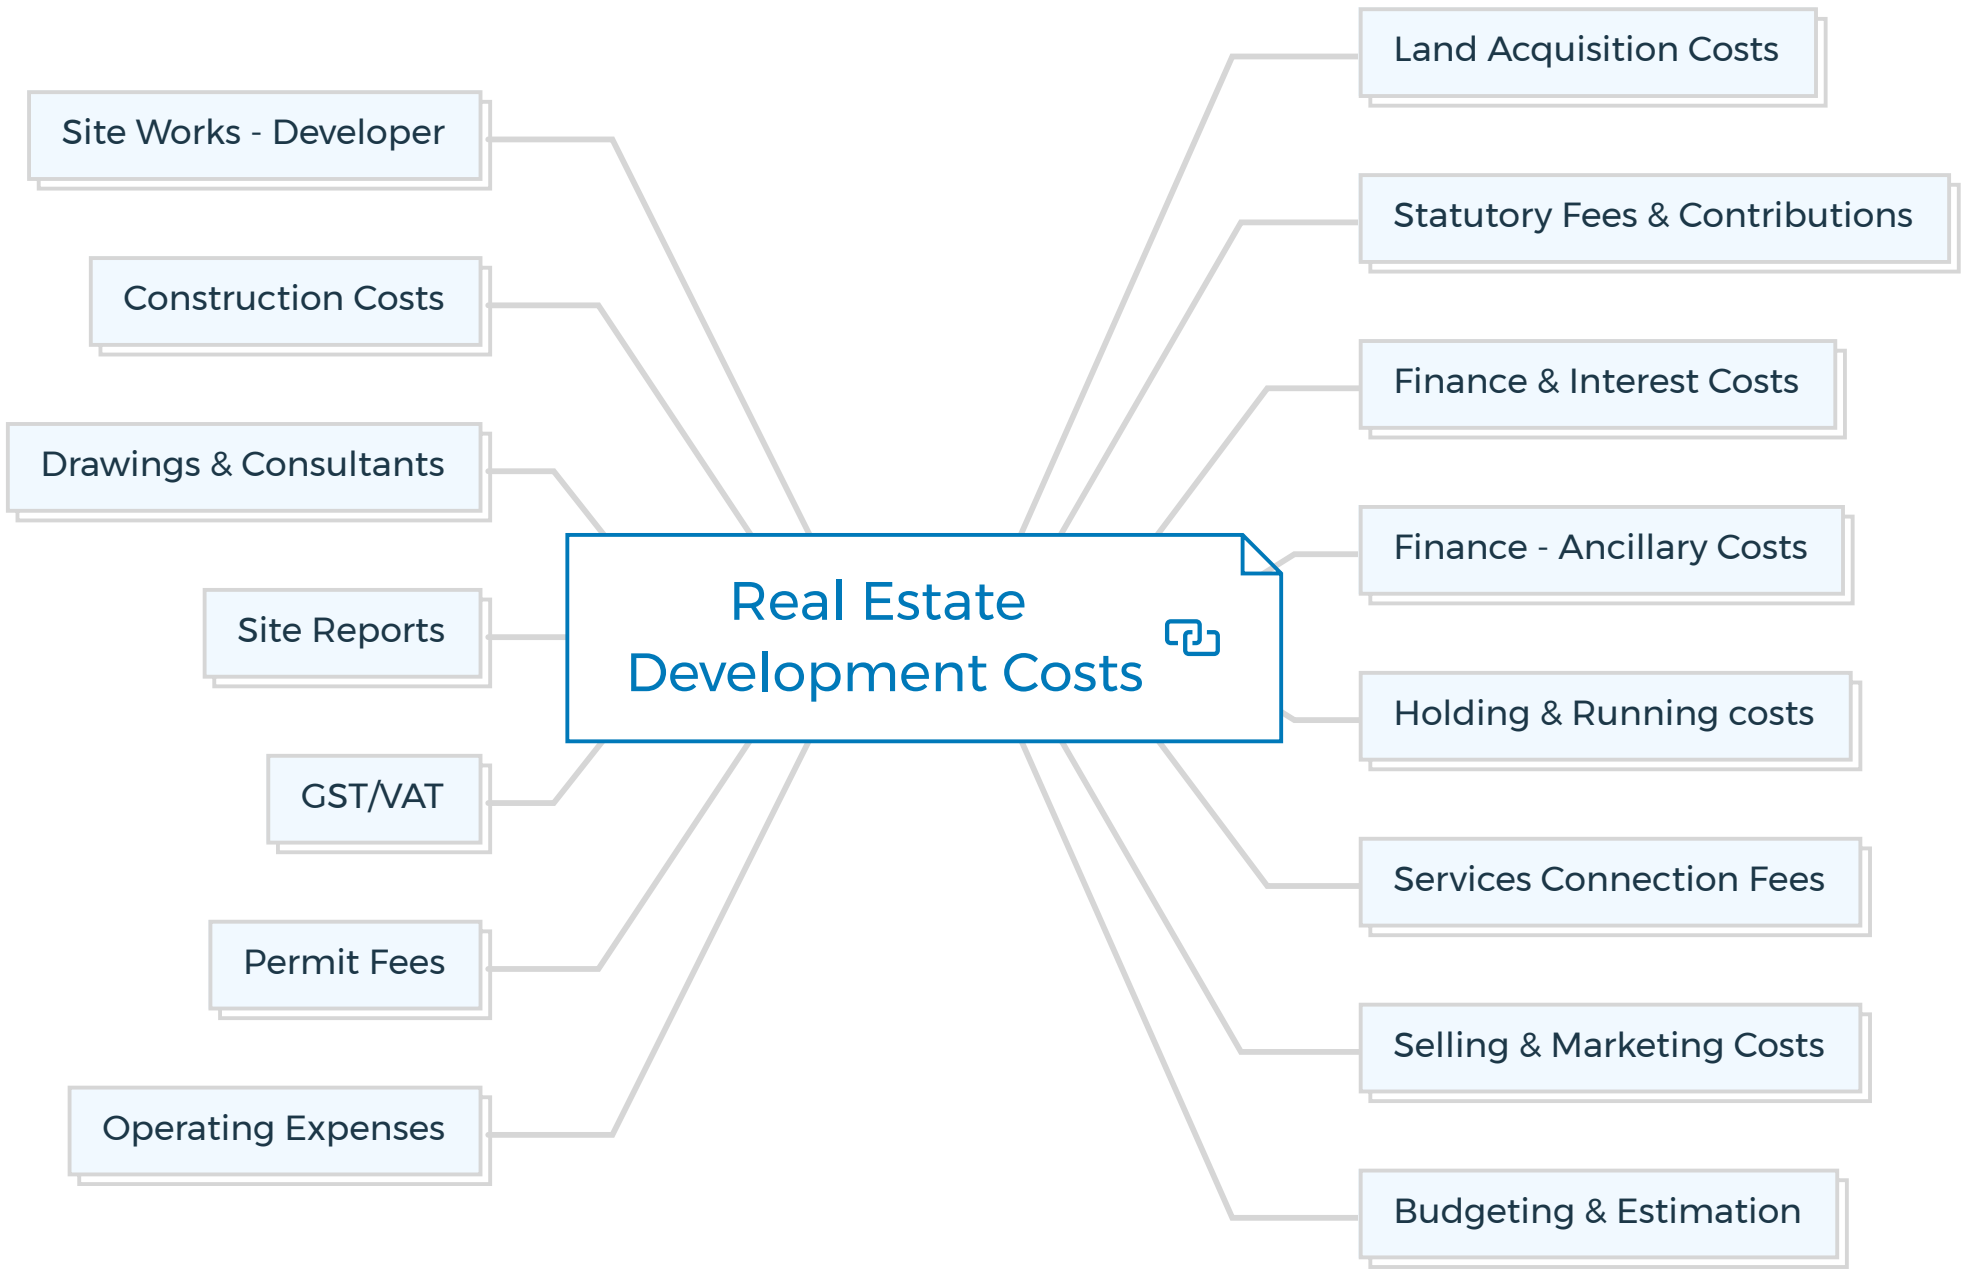 Real Estate
Development Costs
Land Acquisition Costs
Statutory Fees & Contributions
Finance & Interest Costs
Finance - Ancillary Costs
Holding & Running costs
Services Connection Fees
Selling & Marketing Costs
Budgeting & Estimation
Site Works - Developer
Construction Costs
Drawings & Consultants
Site Reports
GST/VAT
Permit Fees
Operating Expenses